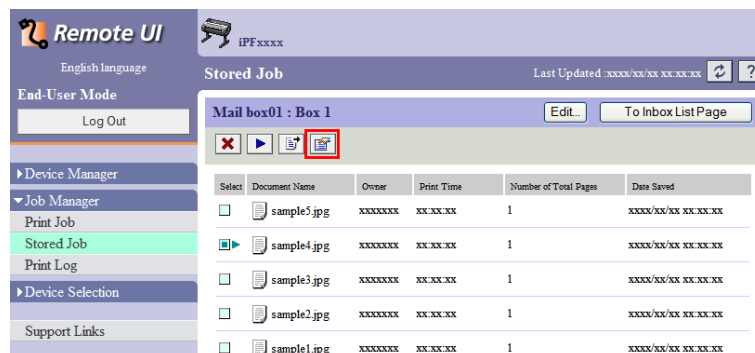 Remote UI
English language
End-User Mode
Log Out
Device Manager
Job Manager
Print Job
Stored Job
Print Log
Device Selection
Support Links
iPFxxxx
Stored Job
Last Updated :xxxx/xx/xx xx:xx:xx
?
Mail box01 : Box 1
Edit...
To Inbox List Page
Select Document Name Owner Print Time Number of Total Pages Date Saved
sample5.jpg xxxxxxx xx:xx:xx 1 xxxx/xx/xx xx:xx:xx
sample4.jpg xxxxxxx xx:xx:xx 1 xxxx/xx/xx xx:xx:xx
sample3.jpg xxxxxxx xx:xx:xx 1 xxxx/xx/xx xx:xx:xx
sample2.jpg xxxxxxx xx:xx:xx 1 xxxx/xx/xx xx:xx:xx
sample1.jpg xxxxxxx xx:xx:xx 1 xxxx/xx/xx xx:xx:xx